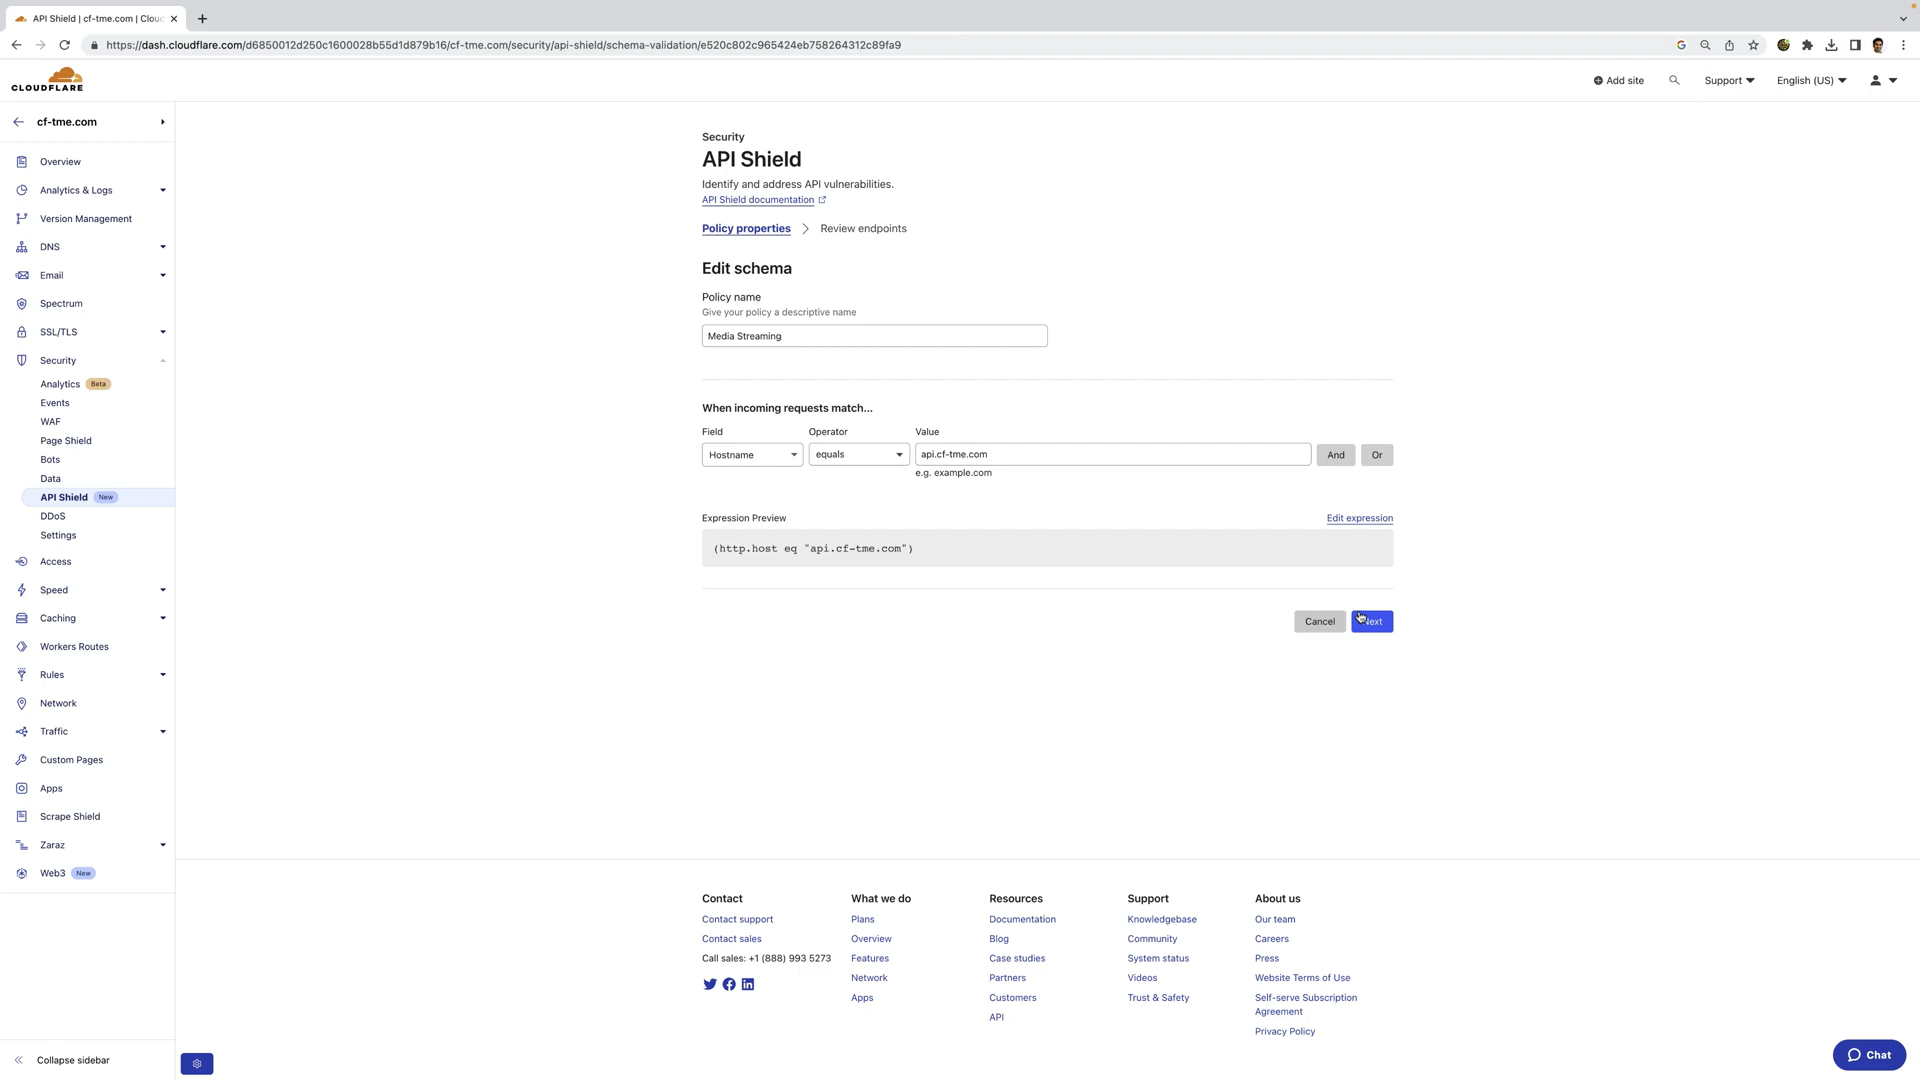 API Shield | cf-tme.com | Clou
https://dash.cloudflare.com/d6850012d250c1600028b55d1d879b16/cf-tme.com/security/api-shield/schema-validation/e520c802c965424eb758264312c89fa9
CLOUDFLARE
Add site
Support
English (US)
cf-tme.com
Overview
Analytics & Logs
Version Management
DNS
Email
Spectrum
SSL/TLS
Security
Analytics Beta
Events
WAF
Page Shield
Bots
Data
API Shield New
DDoS
Settings
Access
Speed
Caching
Workers Routes
Rules
Network
Traffic
Custom Pages
Apps
Scrape Shield
Zaraz
Web3 New
Collapse sidebar
Security
API Shield
Identify and address API vulnerabilities.
API Shield documentation
Policy properties Review endpoints
Edit schema
Policy name
Give your policy a descriptive name
Media Streaming
When incoming requests match...
Field Operator Value
Hostname equals api.cf-tme.com And Or
e.g. example.com
Expression Preview Edit expression
(http.host eq "api.cf-tme.com")
Cancel Next
Contact
Contact support
Contact sales
Call sales: +1 (888) 993 5273
What we do
Plans
Overview
Features
Network
Apps
Resources
Documentation
Blog
Case studies
Partners
Customers
API
Support
Knowledgebase
Community
System status
Videos
Trust & Safety
About us
Our team
Careers
Press
Website Terms of Use
Self-serve Subscription
Agreement
Privacy Policy
Chat